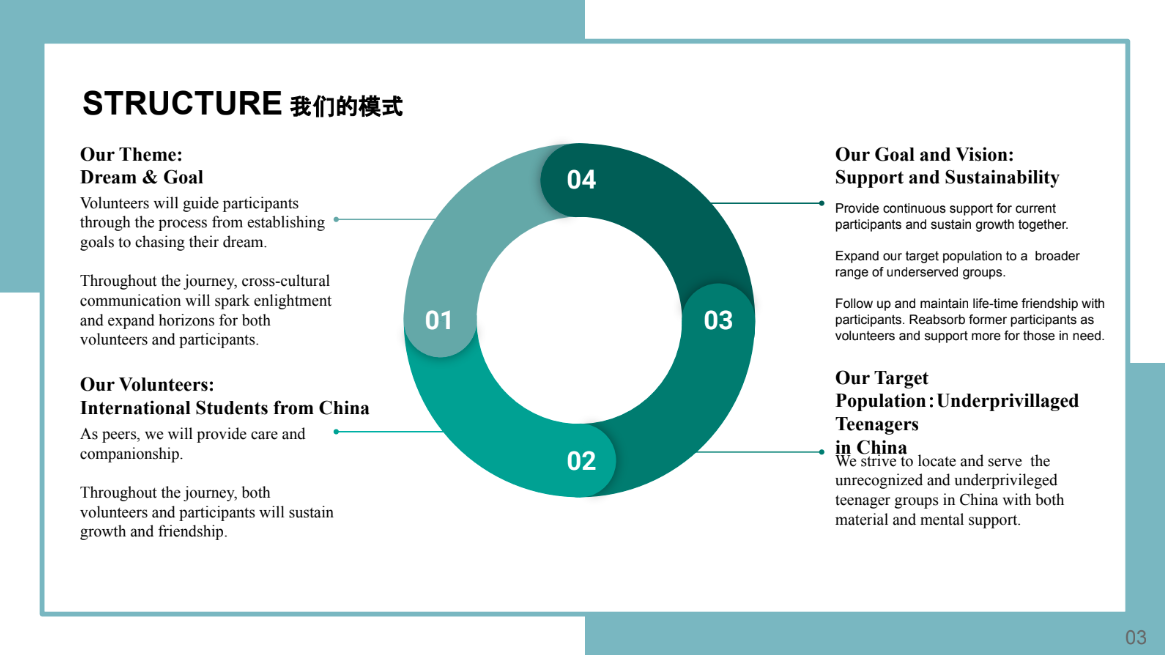 STRUCTURE 我们的模式
Our Theme:
Dream & Goal
Volunteers will guide participants
through the process from establishing
goals to chasing their dream.
Throughout the journey, cross-cultural
communication will spark enlightment
and expand horizons for both
volunteers and participants.
Our Volunteers:
International Students from China
As peers, we will provide care and
companionship.
Throughout the journey, both
volunteers and participants will sustain
growth and friendship.
04
01
03
02
Our Goal and Vision:
Support and Sustainability
Provide continuous support for current
participants and sustain growth together.
Expand our target population to a  broader
range of underserved groups.
Follow up and maintain life-time friendship with
participants. Reabsorb former participants as
volunteers and support more for those in need.
Our Target
Population：Underprivillaged
Teenagers
in China
We strive to locate and serve  the
unrecognized and underprivileged
teenager groups in China with both
material and mental support.
03